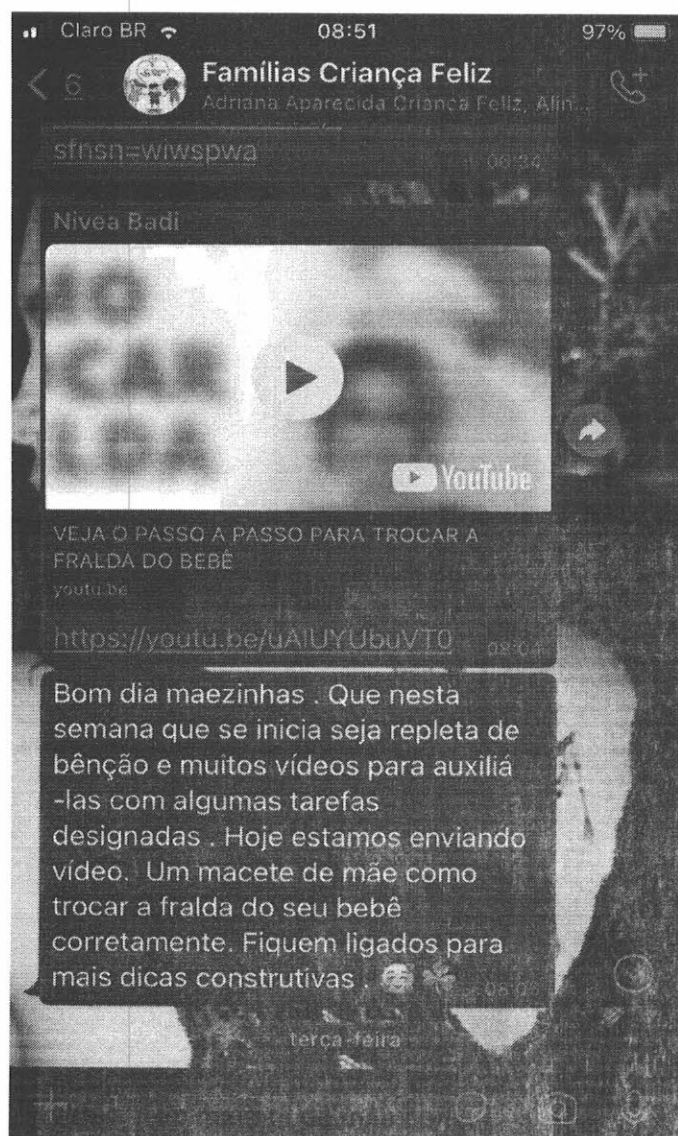 Claro BR 08:51 97%
6 Famílias Criança Feliz
Adriana Aparecida Criança Feliz, Alin...
sfnsn=wiwspwa 08:34
Nivea Badi
YouTube
VEJA O PASSO A PASSO PARA TROCAR A
FRALDA DO BEBÊ
youtu.be
https://youtu.be/uAlUYUbuVT0 08:04
Bom dia maezinhas . Que nesta
semana que se inicia seja repleta de
bênção e muitos vídeos para auxiliá
-las com algumas tarefas
designadas . Hoje estamos enviando
vídeo. Um macete de mãe como
trocar a fralda do seu bebê
corretamente. Fiquem ligados para
mais dicas construtivas .
terça-feira